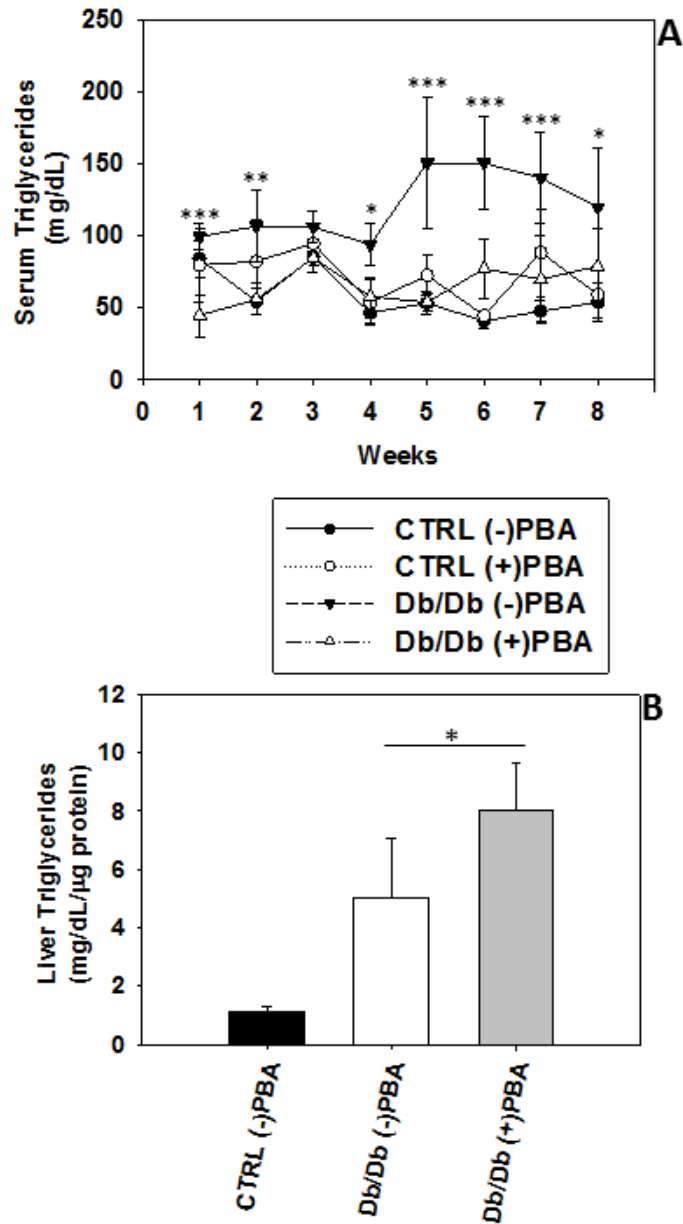 A
250
200
150
100
50
0
Serum Triglycerides
(mg/dL)
***
**
*
***
***
***
*
0 1 2 3 4 5 6 7 8
Weeks
CTRL (-)PBA
CTRL (+)PBA
Db/Db (-)PBA
Db/Db (+)PBA
B
12
10
8
6
4
2
0
Liver Triglycerides
(mg/dL/µg protein)
*
CTRL (-)PBA
Db/Db (-)PBA
Db/Db (+)PBA